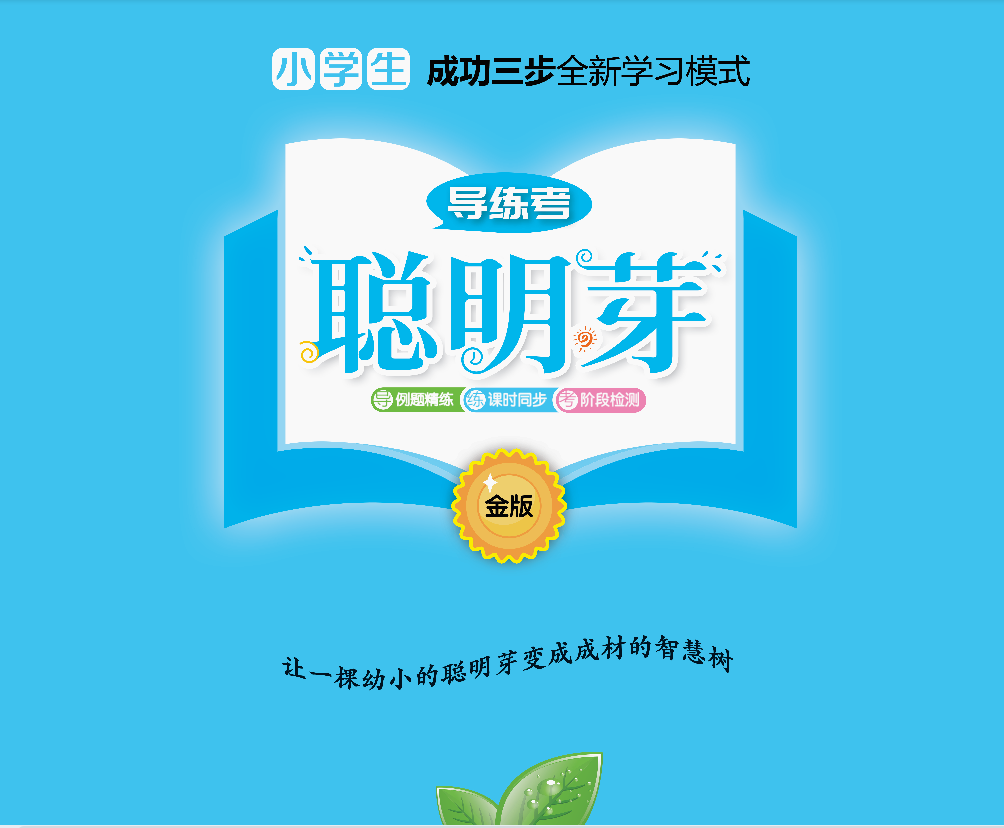 小学生 成功三步全新学习模式
导练考
聪明芽
导 例题精练 练 课时同步 考 阶段检测
金版
让一棵幼小的聪明芽变成成材的智慧树